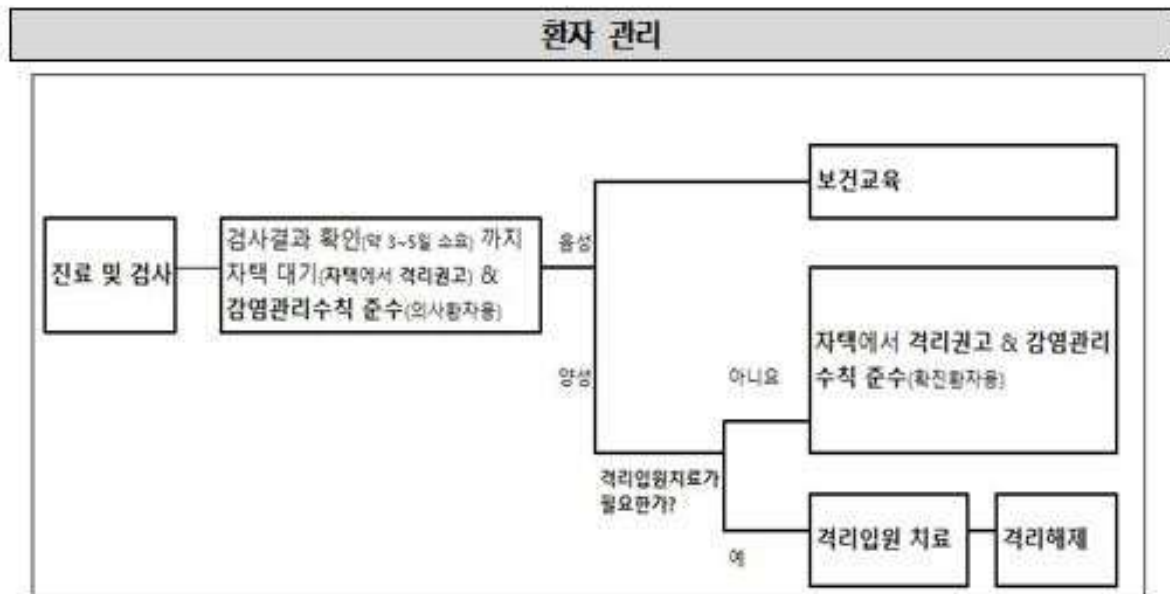 환자 관리
진료 및 검사
검사결과 확인(약 3~5일 소요) 까지
자택 대기(자택에서 격리권고) &
감염관리수칙 준수(의사환자용)
음성
양성
보건교육
아니요
자택에서 격리권고 & 감염관리
수칙 준수(확진환자용)
격리입원치료가
필요한가?
예
격리입원 치료
격리해제